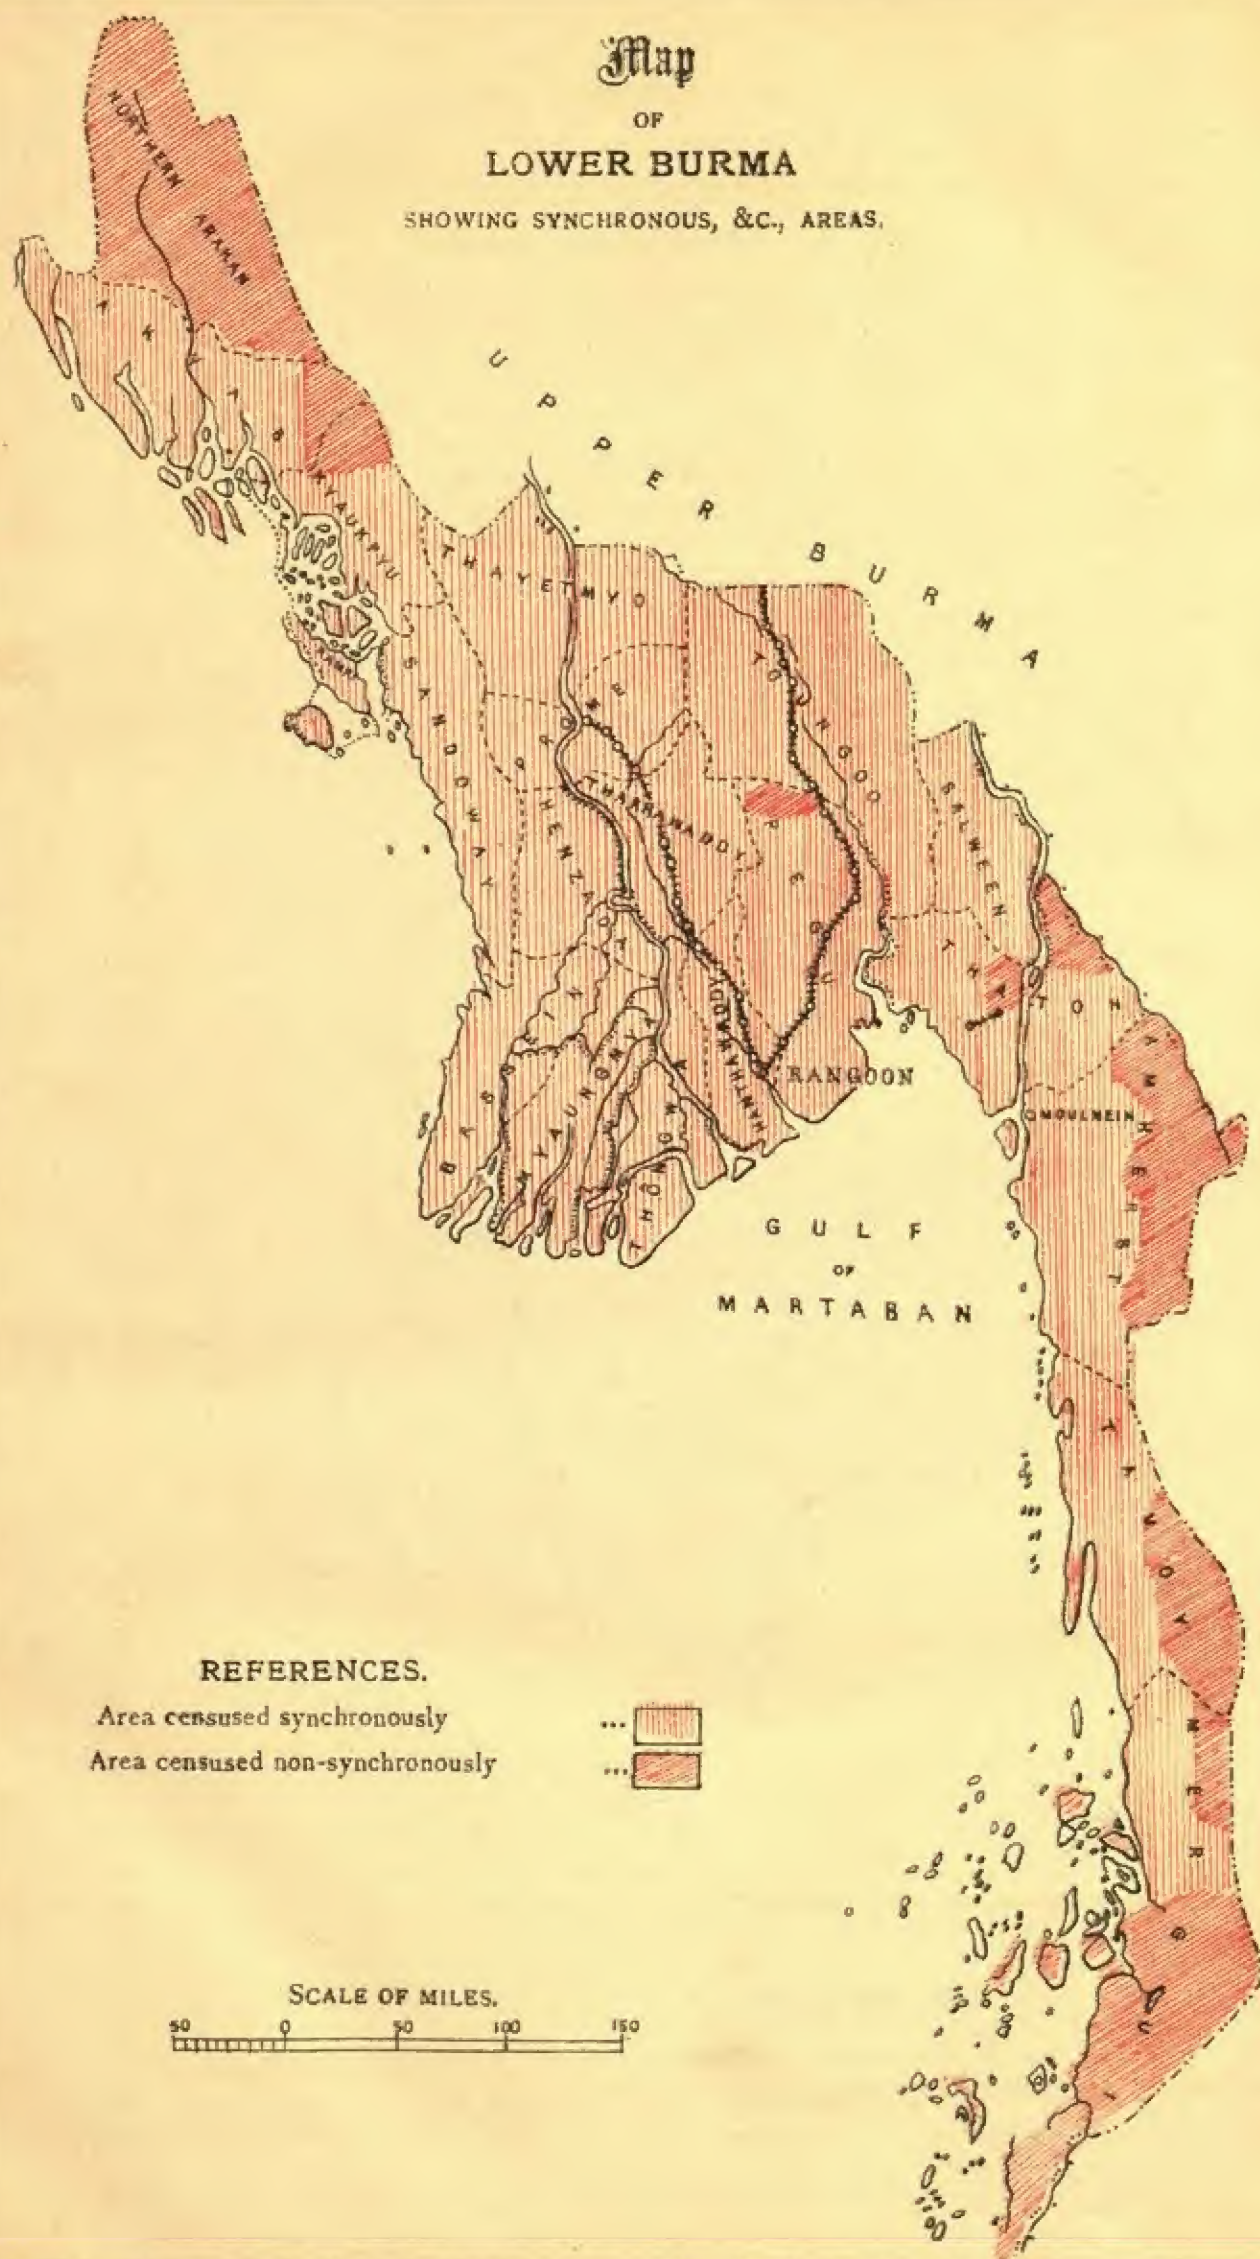 Map
OF
LOWER BURMA
SHOWING SYNCHRONOUS, &C., AREAS.
NORTHERN ARAKAN
AKYAB
UPPER BURMA
KYAUKPYU
THAYETMYO
SANDOWAY
PROME
TOUNGOO
THARRAWADDY
HENZADA
PEGU
SALWEEN
THATON
BASSEIN
MYAUNGMYA
THONGWA
HANTHAWADDY
RANGOON
AMHERST
MOULMEIN
GULF
OF
MARTABAN
TAVOY
MERGUI
REFERENCES.
Area censused synchronously ...
Area censused non-synchronously ...
SCALE OF MILES.
50 0 50 100 150